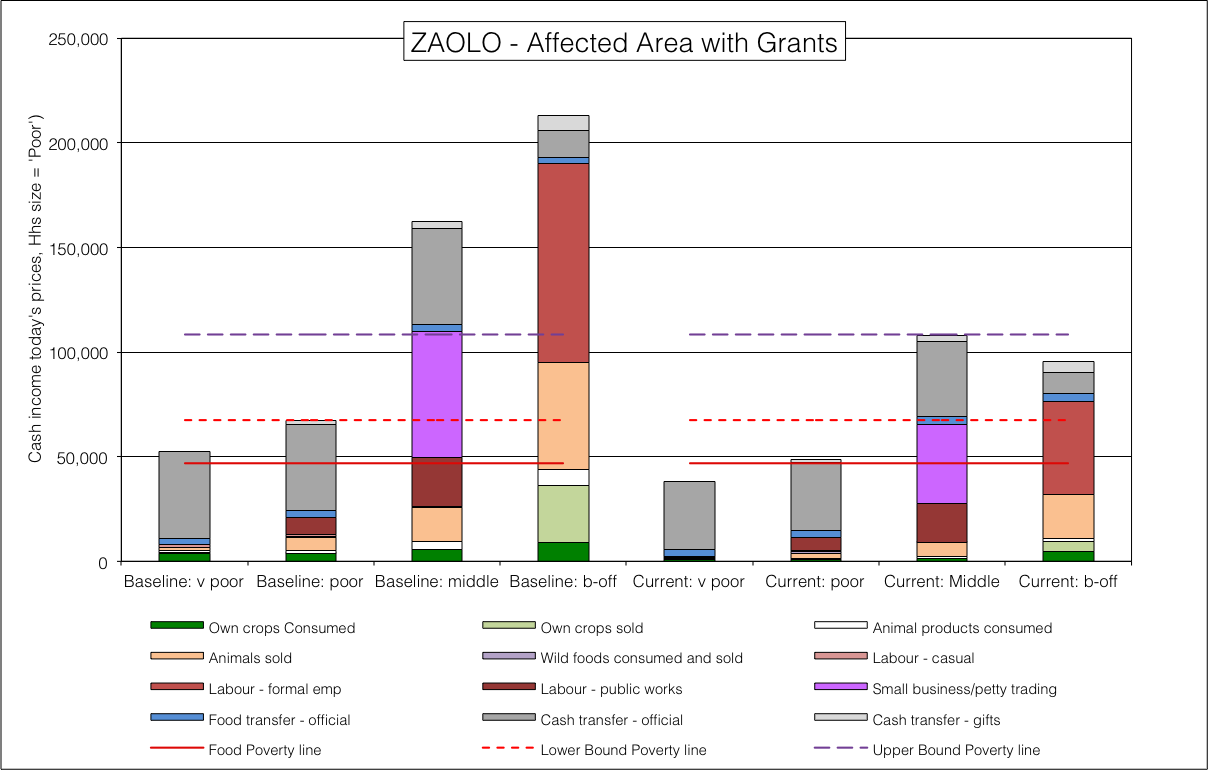 ZAOLO - Affected Area with Grants
Cash income today's prices, Hhs size = 'Poor')
250,000
200,000
150,000
100,000
50,000
0
Baseline: v poor Baseline: poor Baseline: middle Baseline: b-off Current: v poor Current: poor Current: Middle Current: b-off
Own crops Consumed Own crops sold Animal products consumed
Animals sold Wild foods consumed and sold Labour - casual
Labour - formal emp Labour - public works Small business/petty trading
Food transfer - official Cash transfer - official Cash transfer - gifts
Food Poverty line Lower Bound Poverty line Upper Bound Poverty line